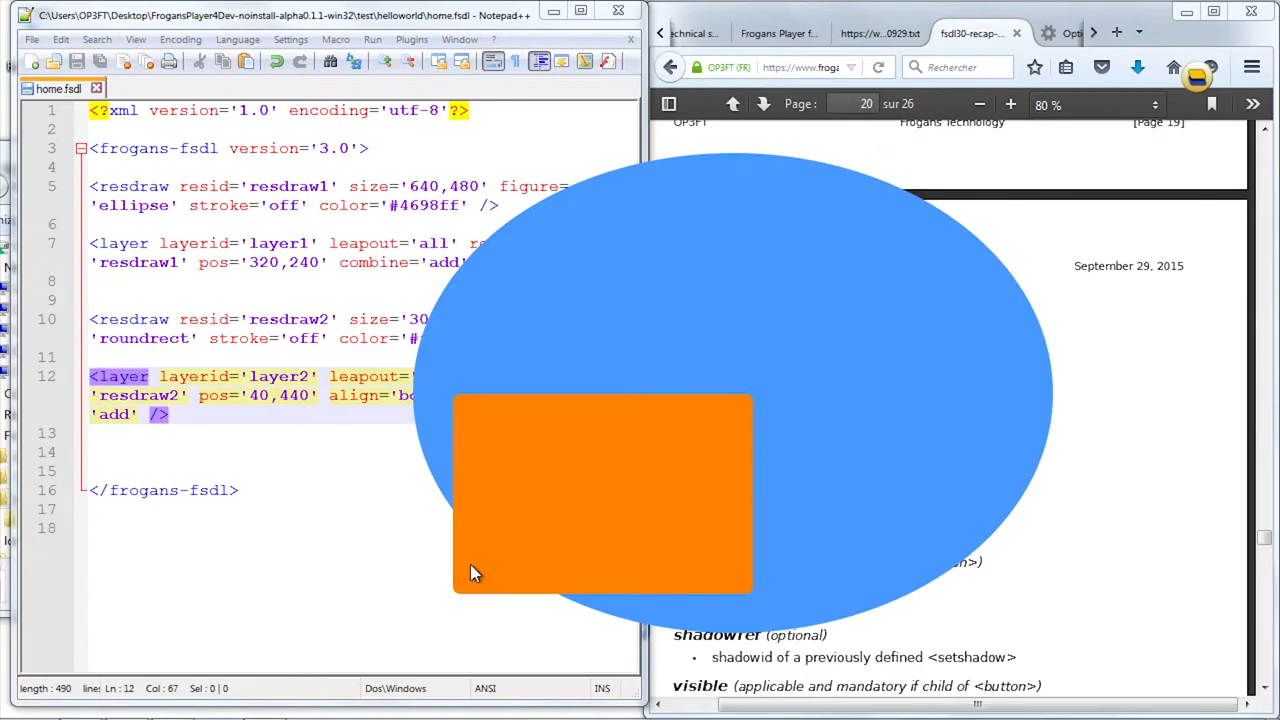 C:\Users\OP3FT\Desktop\FrogansPlayer4Dev-noinstall-alpha0.1.1-win32\test\helloworld\home.fsdl - Notepad++
File Edit Search View Encoding Language Settings Macro Run Plugins Window ? X
home.fsdl
1 <?xml version='1.0' encoding='utf-8'?>
2
3 <frogans-fsdl version='3.0'>
4
5 <resdraw resid='resdraw1' size='640,480' figure=
'ellipse' stroke='off' color='#4698ff' />
6
7 <layer layerid='layer1' leapout='all'
'resdraw1' pos='320,240' combine='add'
8
9
10 <resdraw resid='resdraw2' size='30
'roundrect' stroke='off' color='#
11
12 <layer layerid='layer2' leapout='
'resdraw2' pos='40,440' align='bo
'add' />
13
14
15
16 </frogans-fsdl>
17
18
length : 490 lines Ln : 12 Col : 67 Sel : 0 | 0 Dos\Windows ANSI INS
echnical s... Frogans Player f... https://w...0929.txt fsdl30-recap-... Opti
OP3FT (FR) https://www.froga Rechercher
Page : 20 sur 26 80 %
OP3FT Frogans Technology [Page 19]
September 29, 2015
on>)
shadowref (optional)
• shadowid of a previously defined <setshadow>
visible (applicable and mandatory if child of <button>)